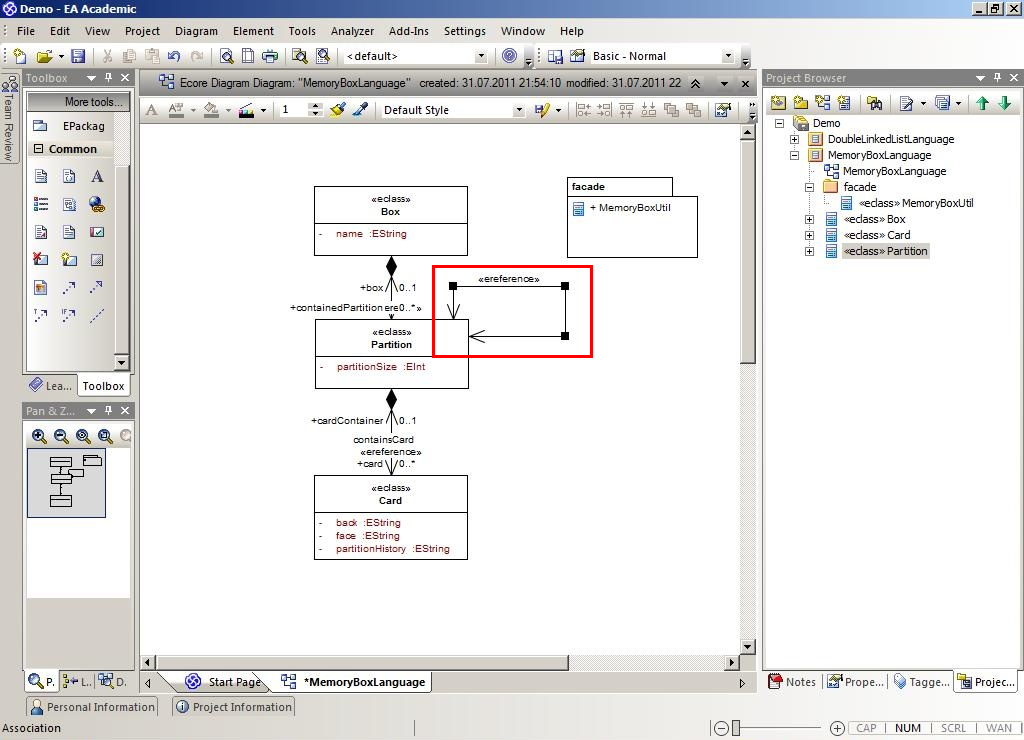 Demo - EA Academic
File Edit View Project Diagram Element Tools Analyzer Add-Ins Settings Window Help
<default> Basic - Normal
Team Review
Toolbox
More tools...
EPackag
Common
Lea... Toolbox
Pan & Z...
P. L.. D.
Ecore Diagram Diagram: "MemoryBoxLanguage" created: 31.07.2011 21:54:10 modified: 31.07.2011 22
1 Default Style
«eclass»
Box
- name :EString
facade
+ MemoryBoxUtil
+box 0..1
«ereference»
+containedPartition ere0..*»
«eclass»
Partition
- partitionSize :EInt
+cardContainer 0..1
containsCard
«ereference»
+card 0..*
«eclass»
Card
- back :EString
- face :EString
- partitionHistory :EString
Start Page *MemoryBoxLanguage
Project Browser
Demo
DoubleLinkedListLanguage
MemoryBoxLanguage
MemoryBoxLanguage
facade
«eclass» MemoryBoxUtil
«eclass» Box
«eclass» Card
«eclass» Partition
Notes Prope... Tagge... Projec...
Personal Information Project Information
Association CAP NUM SCRL WAN